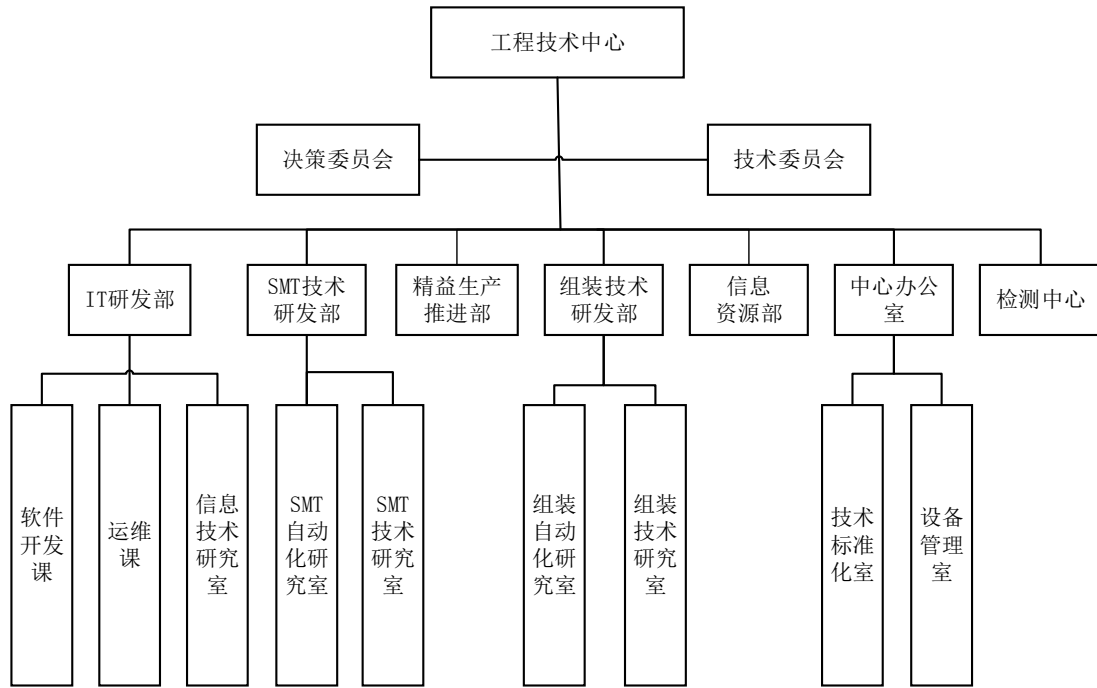 工程技术中心
决策委员会
技术委员会
IT研发部
SMT技术
研发部
精益生产
推进部
组装技术
研发部
信息
资源部
中心办公
室
检测中心
软件
开发
课
运维
课
信息
技术
研究
室
SMT
自动
化研
究室
SMT
技术
研究
室
组装
自动
化研
究室
组装
技术
研究
室
技术
标准
化室
设备
管理
室